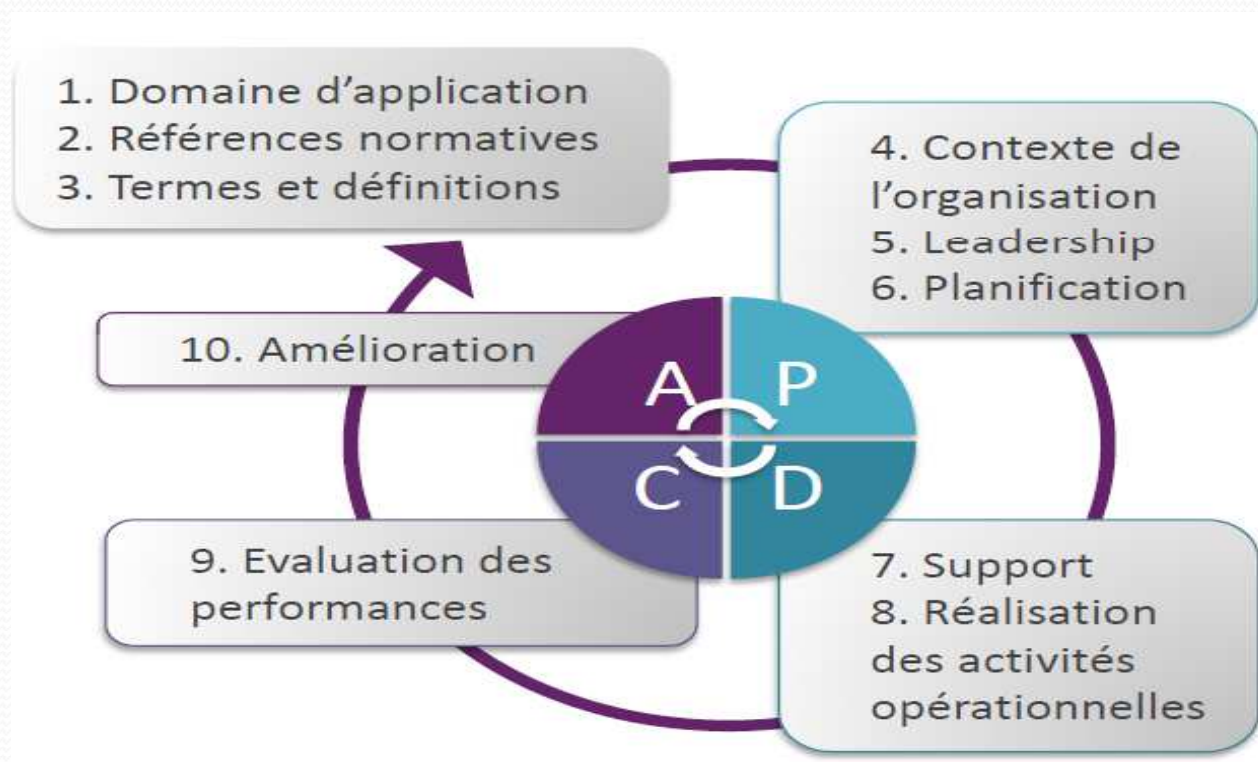 1. Domaine d’application
2. Références normatives
3. Termes et définitions
4. Contexte de
l’organisation
5. Leadership
6. Planification
10. Amélioration
A
P
C
D
9. Evaluation des
performances
7. Support
8. Réalisation
des activités
opérationnelles